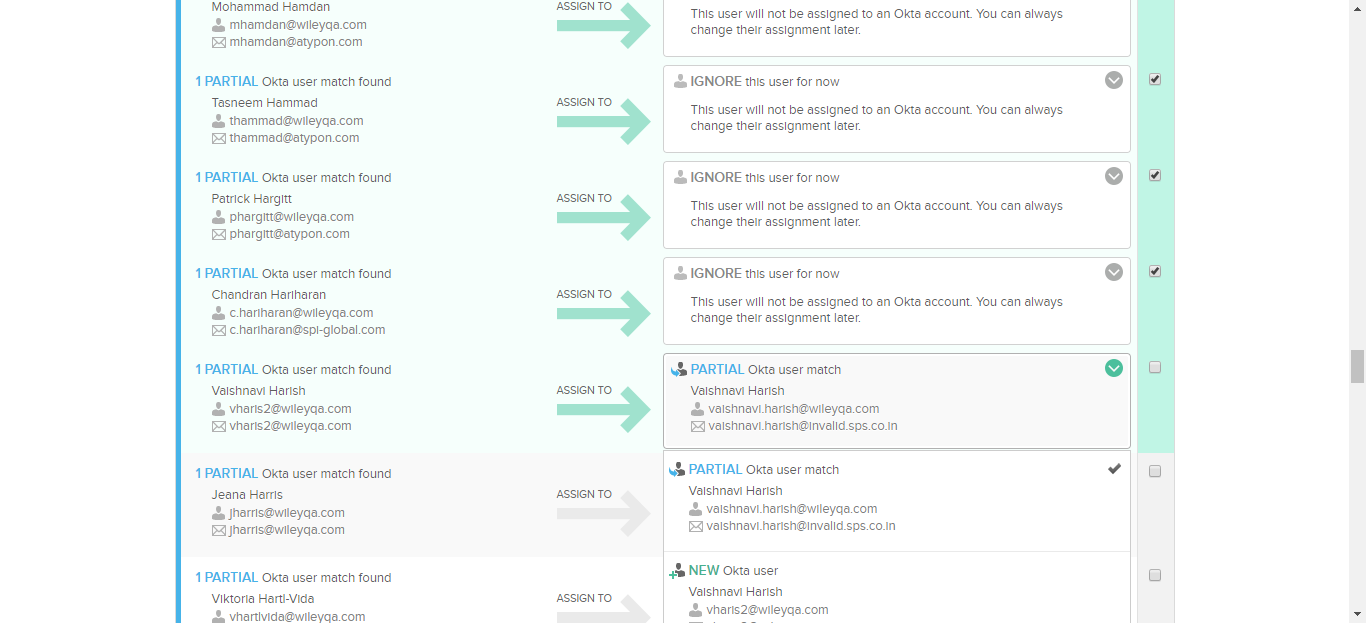 Mohammad Hamdan
mhamdan@wileyqa.com
mhamdan@atypon.com
ASSIGN TO
This user will not be assigned to an Okta account. You can always
change their assignment later.
1 PARTIAL Okta user match found
Tasneem Hammad
thammad@wileyqa.com
thammad@atypon.com
ASSIGN TO
IGNORE this user for now
This user will not be assigned to an Okta account. You can always
change their assignment later.
1 PARTIAL Okta user match found
Patrick Hargitt
phargitt@wileyqa.com
phargitt@atypon.com
ASSIGN TO
IGNORE this user for now
This user will not be assigned to an Okta account. You can always
change their assignment later.
1 PARTIAL Okta user match found
Chandran Hariharan
c.hariharan@wileyqa.com
c.hariharan@spi-global.com
ASSIGN TO
IGNORE this user for now
This user will not be assigned to an Okta account. You can always
change their assignment later.
1 PARTIAL Okta user match found
Vaishnavi Harish
vharis2@wileyqa.com
vharis2@wileyqa.com
ASSIGN TO
PARTIAL Okta user match
Vaishnavi Harish
vaishnavi.harish@wileyqa.com
vaishnavi.harish@invalid.sps.co.in
1 PARTIAL Okta user match found
Jeana Harris
jharris@wileyqa.com
jharris@wileyqa.com
ASSIGN TO
PARTIAL Okta user match
Vaishnavi Harish
vaishnavi.harish@wileyqa.com
vaishnavi.harish@invalid.sps.co.in
1 PARTIAL Okta user match found
Viktoria Hartl-Vida
vhartlvida@wileyqa.com
ASSIGN TO
NEW Okta user
Vaishnavi Harish
vharis2@wileyqa.com